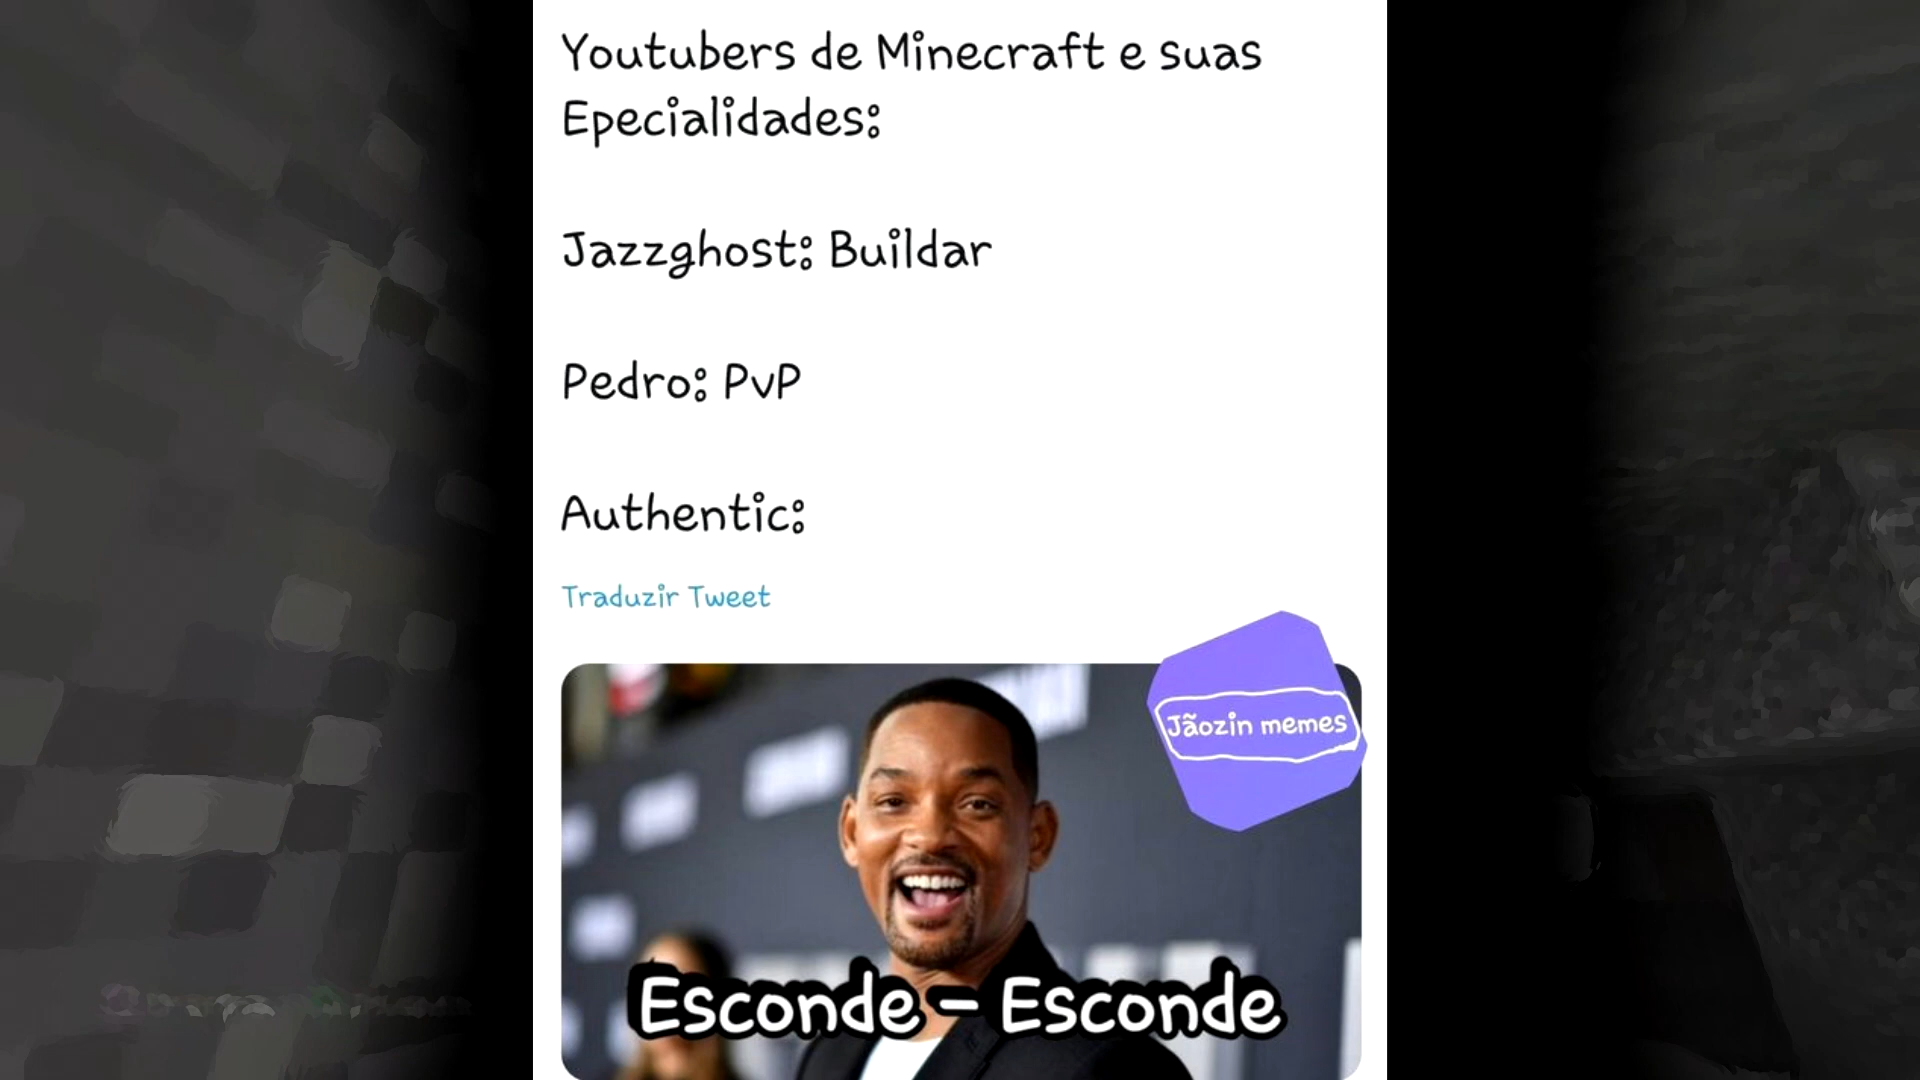 Youtubers de Minecraft e suas
Epecialidades:
Jazzghost: Buildar
Pedro: PvP
Authentic:
Traduzir Tweet
Jãozin memes
Esconde - Esconde